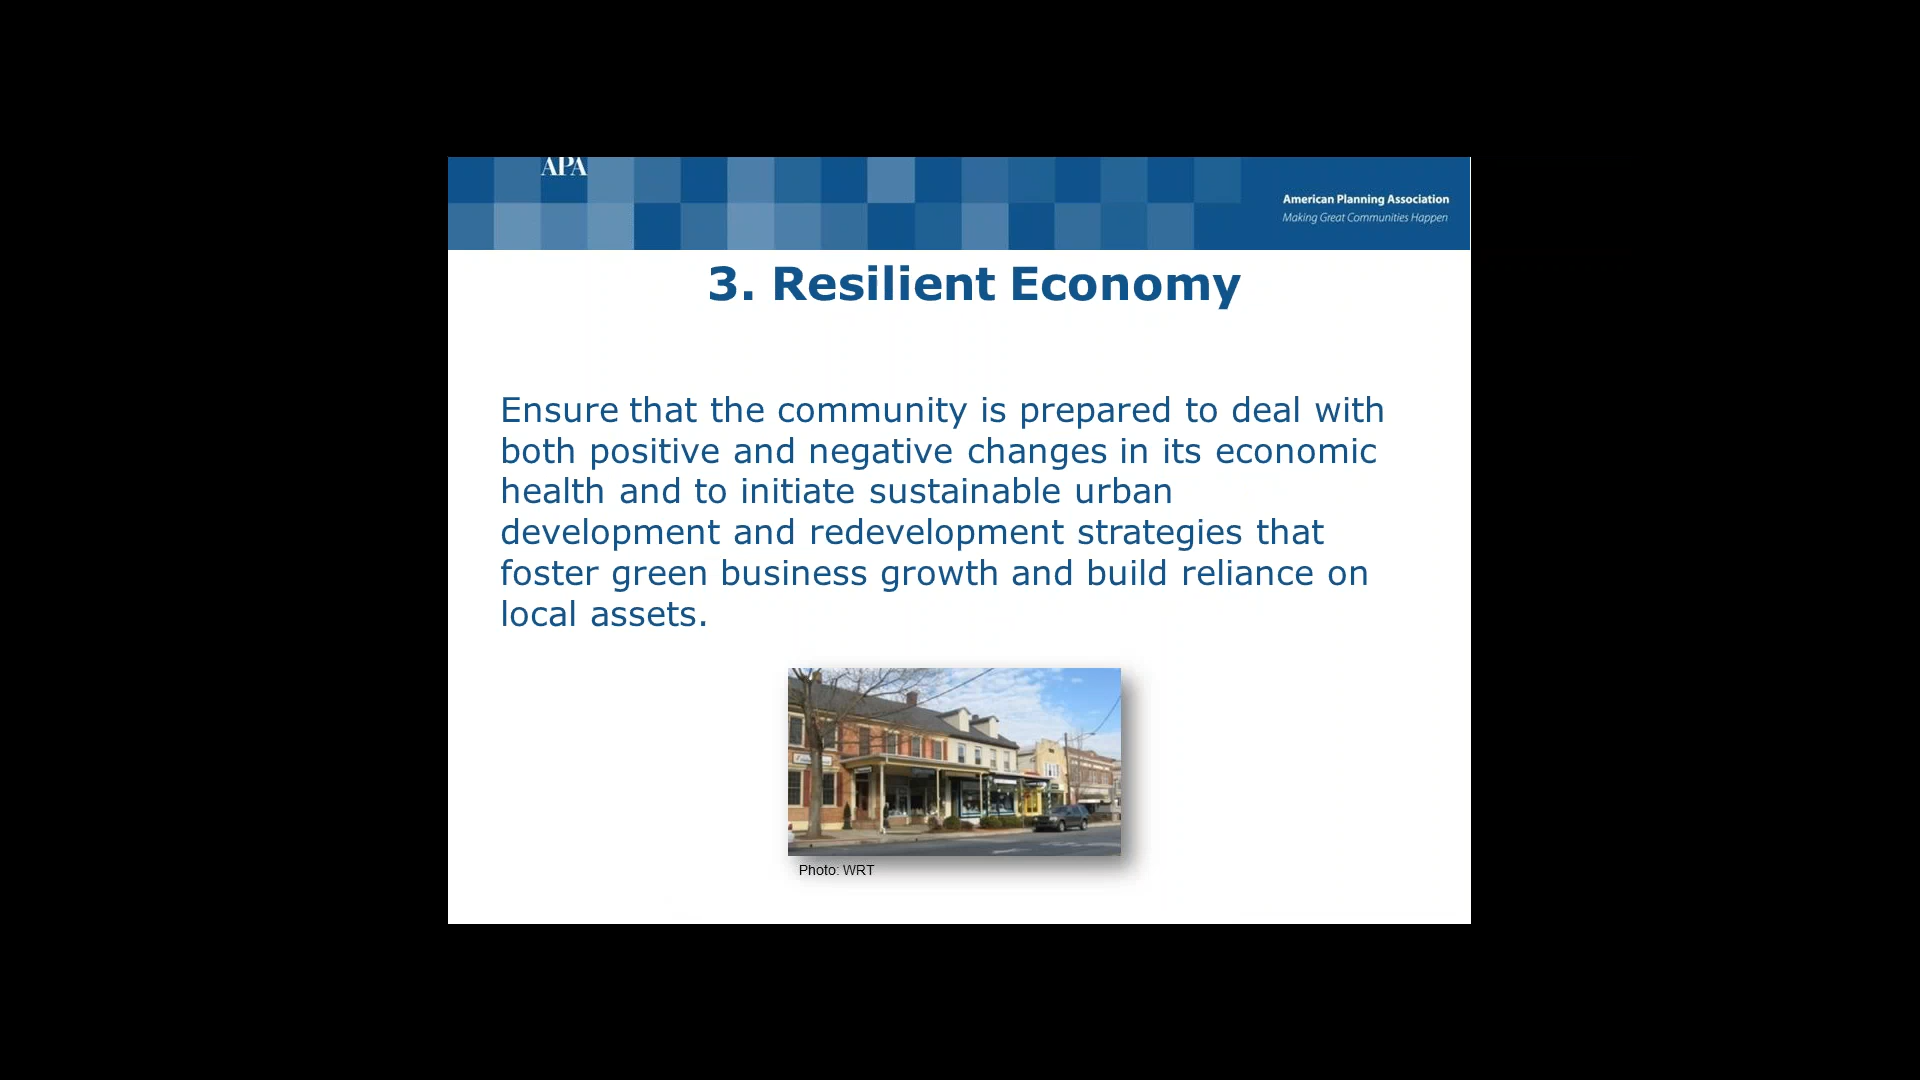 APA
American Planning Association
Making Great Communities Happen
3. Resilient Economy
Ensure that the community is prepared to deal with
both positive and negative changes in its economic
health and to initiate sustainable urban
development and redevelopment strategies that
foster green business growth and build reliance on
local assets.
Photo: WRT